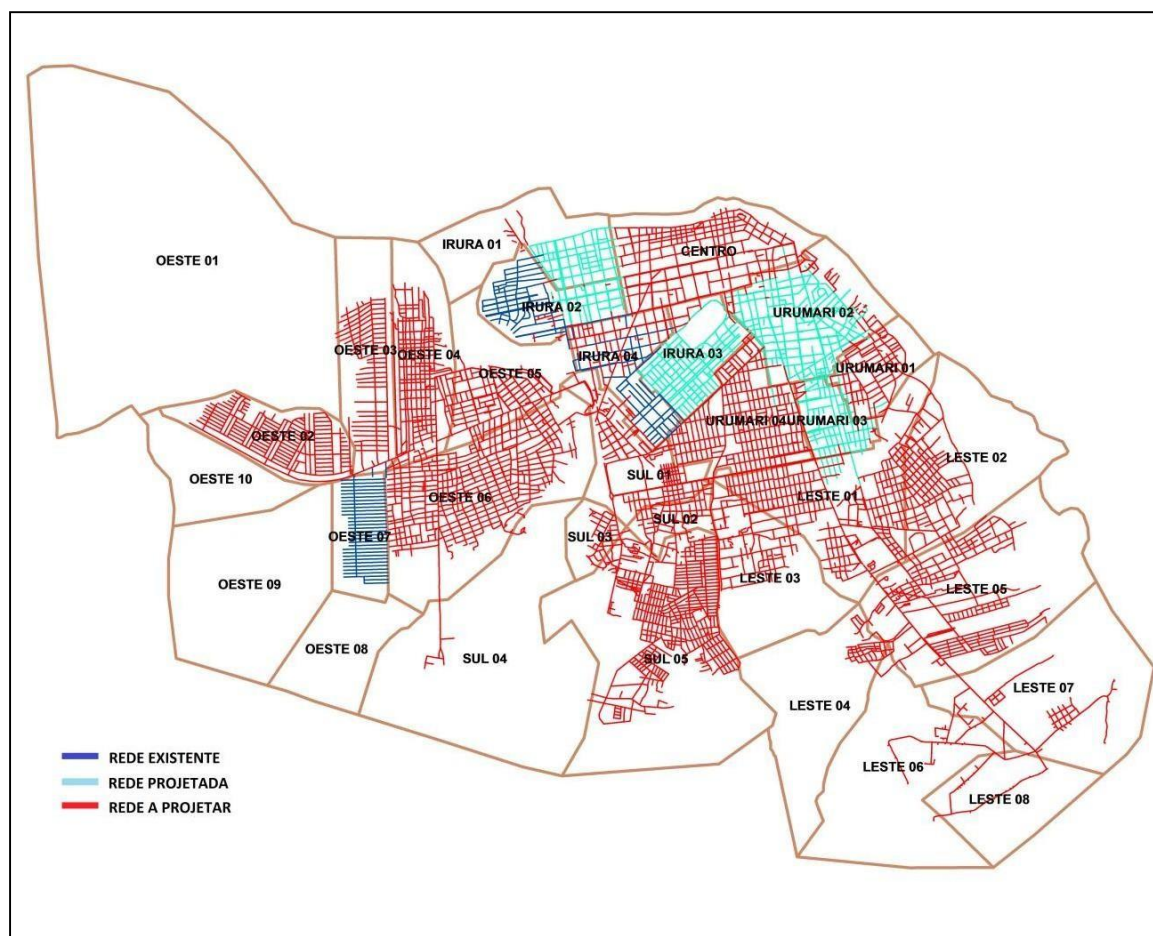 OESTE 01
IRURA 01
CENTRO
IRURA 02
URUMARI 02
OESTE 03
OESTE 04
IRURA 04
IRURA 03
OESTE 05
URUMARI 01
OESTE 02
URUMARI 04
URUMARI 03
LESTE 02
OESTE 10
SUL 01
OESTE 06
LESTE 01
SUL 02
OESTE 07
SUL 03
OESTE 09
LESTE 03
LESTE 05
OESTE 08
SUL 04
SUL 05
LESTE 07
LESTE 04
REDE EXISTENTE
LESTE 06
REDE PROJETADA
LESTE 08
REDE A PROJETAR